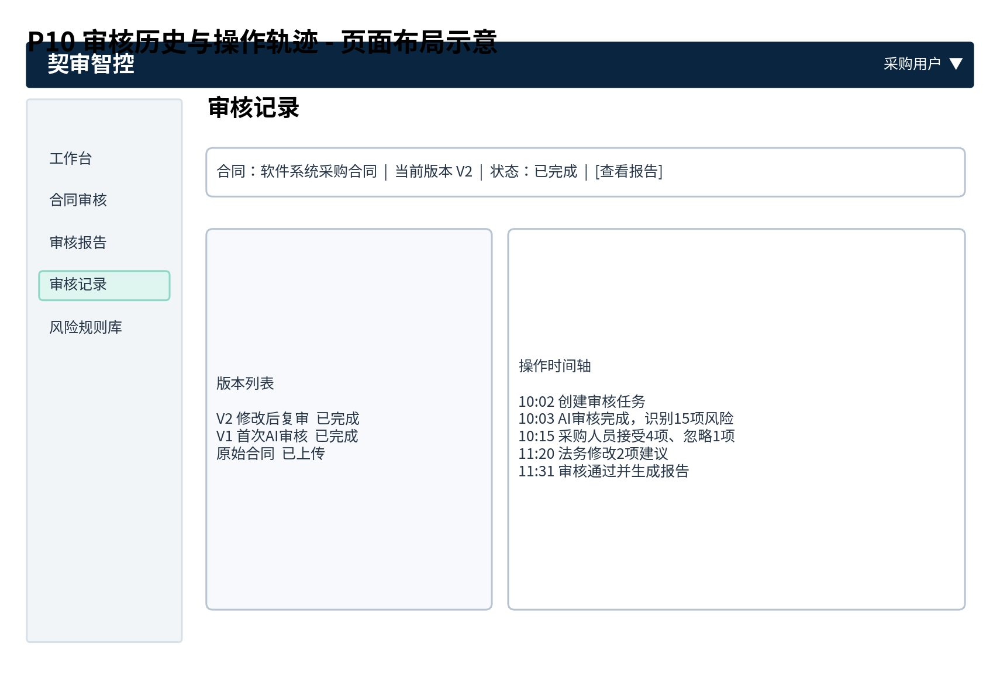 P10 审核历史与操作轨迹 - 页面布局示意
契审智控
采购用户 ▼
工作台
合同审核
审核报告
审核记录
风险规则库
审核记录
合同：软件系统采购合同 | 当前版本 V2 | 状态：已完成 | [查看报告]
版本列表
V2 修改后复审 已完成
V1 首次AI审核 已完成
原始合同 已上传
操作时间轴
10:02 创建审核任务
10:03 AI审核完成，识别15项风险
10:15 采购人员接受4项、忽略1项
11:20 法务修改2项建议
11:31 审核通过并生成报告